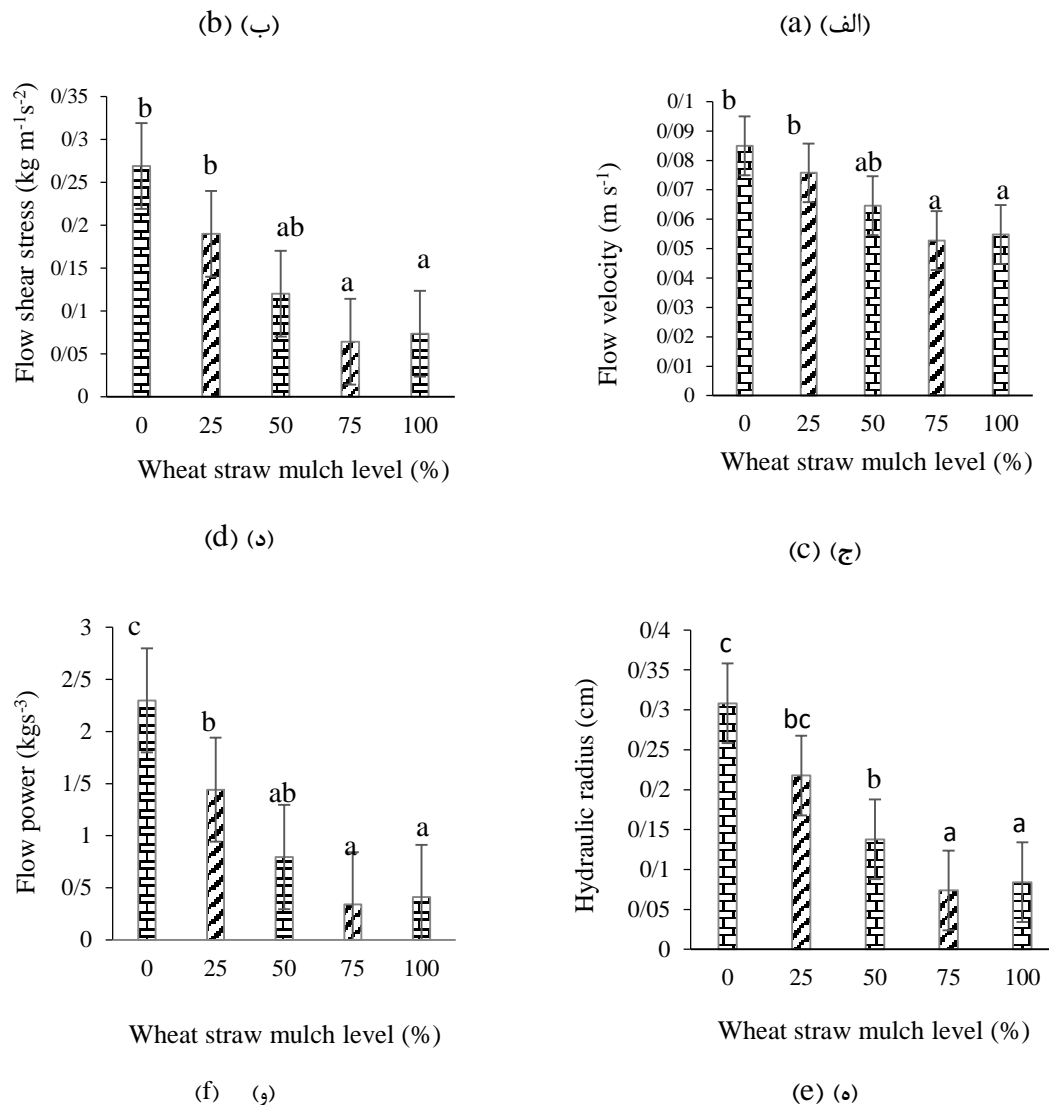 (b) (ب)
(a) (الف)
Flow shear stress (kg m⁻¹s⁻²)
0/35
0/3
0/25
0/2
0/15
0/1
0/05
0
b
b
ab
a
a
0 25 50 75 100
Wheat straw mulch level (%)
Flow velocity (m s⁻¹)
0/1
0/09
0/08
0/07
0/06
0/05
0/04
0/03
0/02
0/01
0
b
b
ab
a
a
0 25 50 75 100
Wheat straw mulch level (%)
(d) (د)
(c) (ج)
Flow power (kgs⁻³)
3
2/5
2
1/5
1
0/5
0
c
b
ab
a
a
0 25 50 75 100
Wheat straw mulch level (%)
Hydraulic radius (cm)
0/4
0/35
0/3
0/25
0/2
0/15
0/1
0/05
0
c
bc
b
a
a
0 25 50 75 100
Wheat straw mulch level (%)
(f) (و)
(e) (ه)